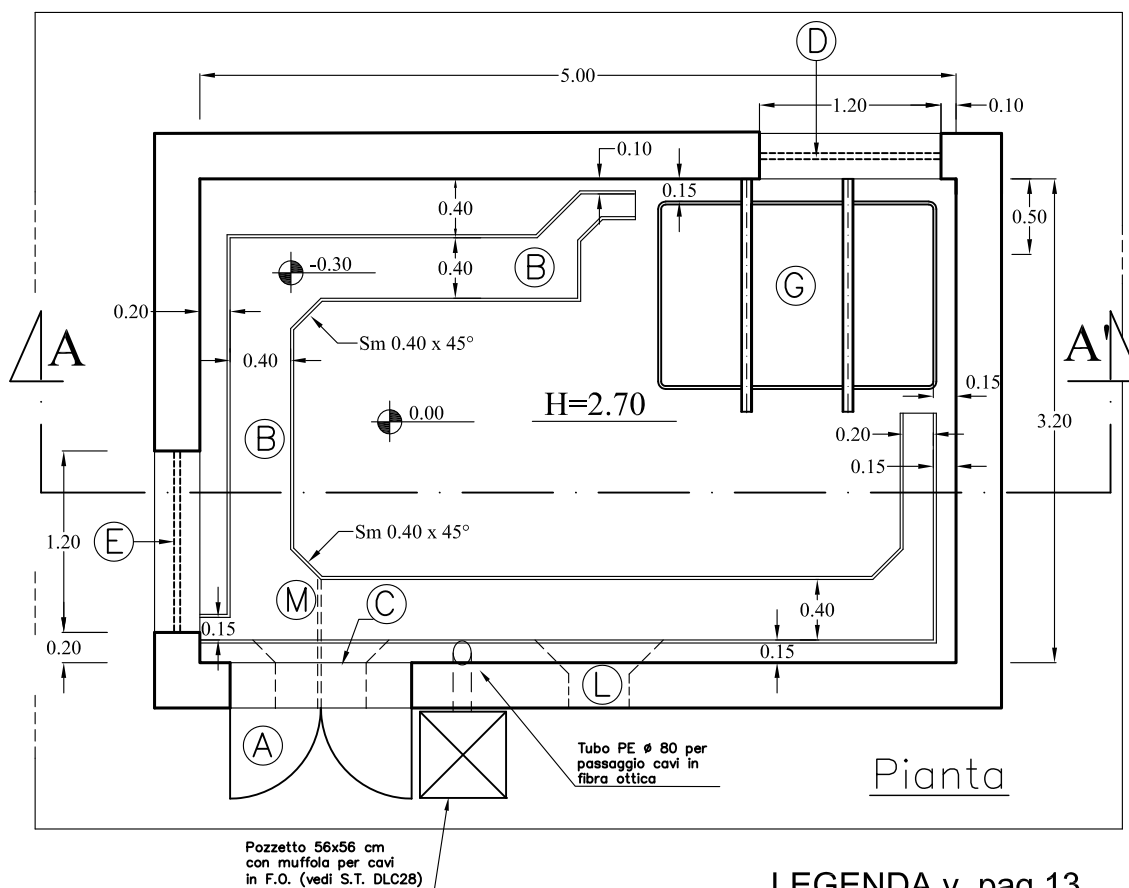 D
5.00
1.20
0.10
0.10
0.15
0.40
0.50
B
-0.30
0.40
G
0.20
Sm 0.40 x 45°
A
A
0.40
0.15
H=2.70
0.00
3.20
0.20
B
0.15
Sm 0.40 x 45°
E
1.20
M
C
0.40
0.15
0.20
0.15
L
A
Tubo PE ø 80 per
passaggio cavi in
fibra ottica
Pianta
Pozzetto 56x56 cm
con muffola per cavi
in F.O. (vedi S.T. DLC28)
LEGENDA v. pag.13